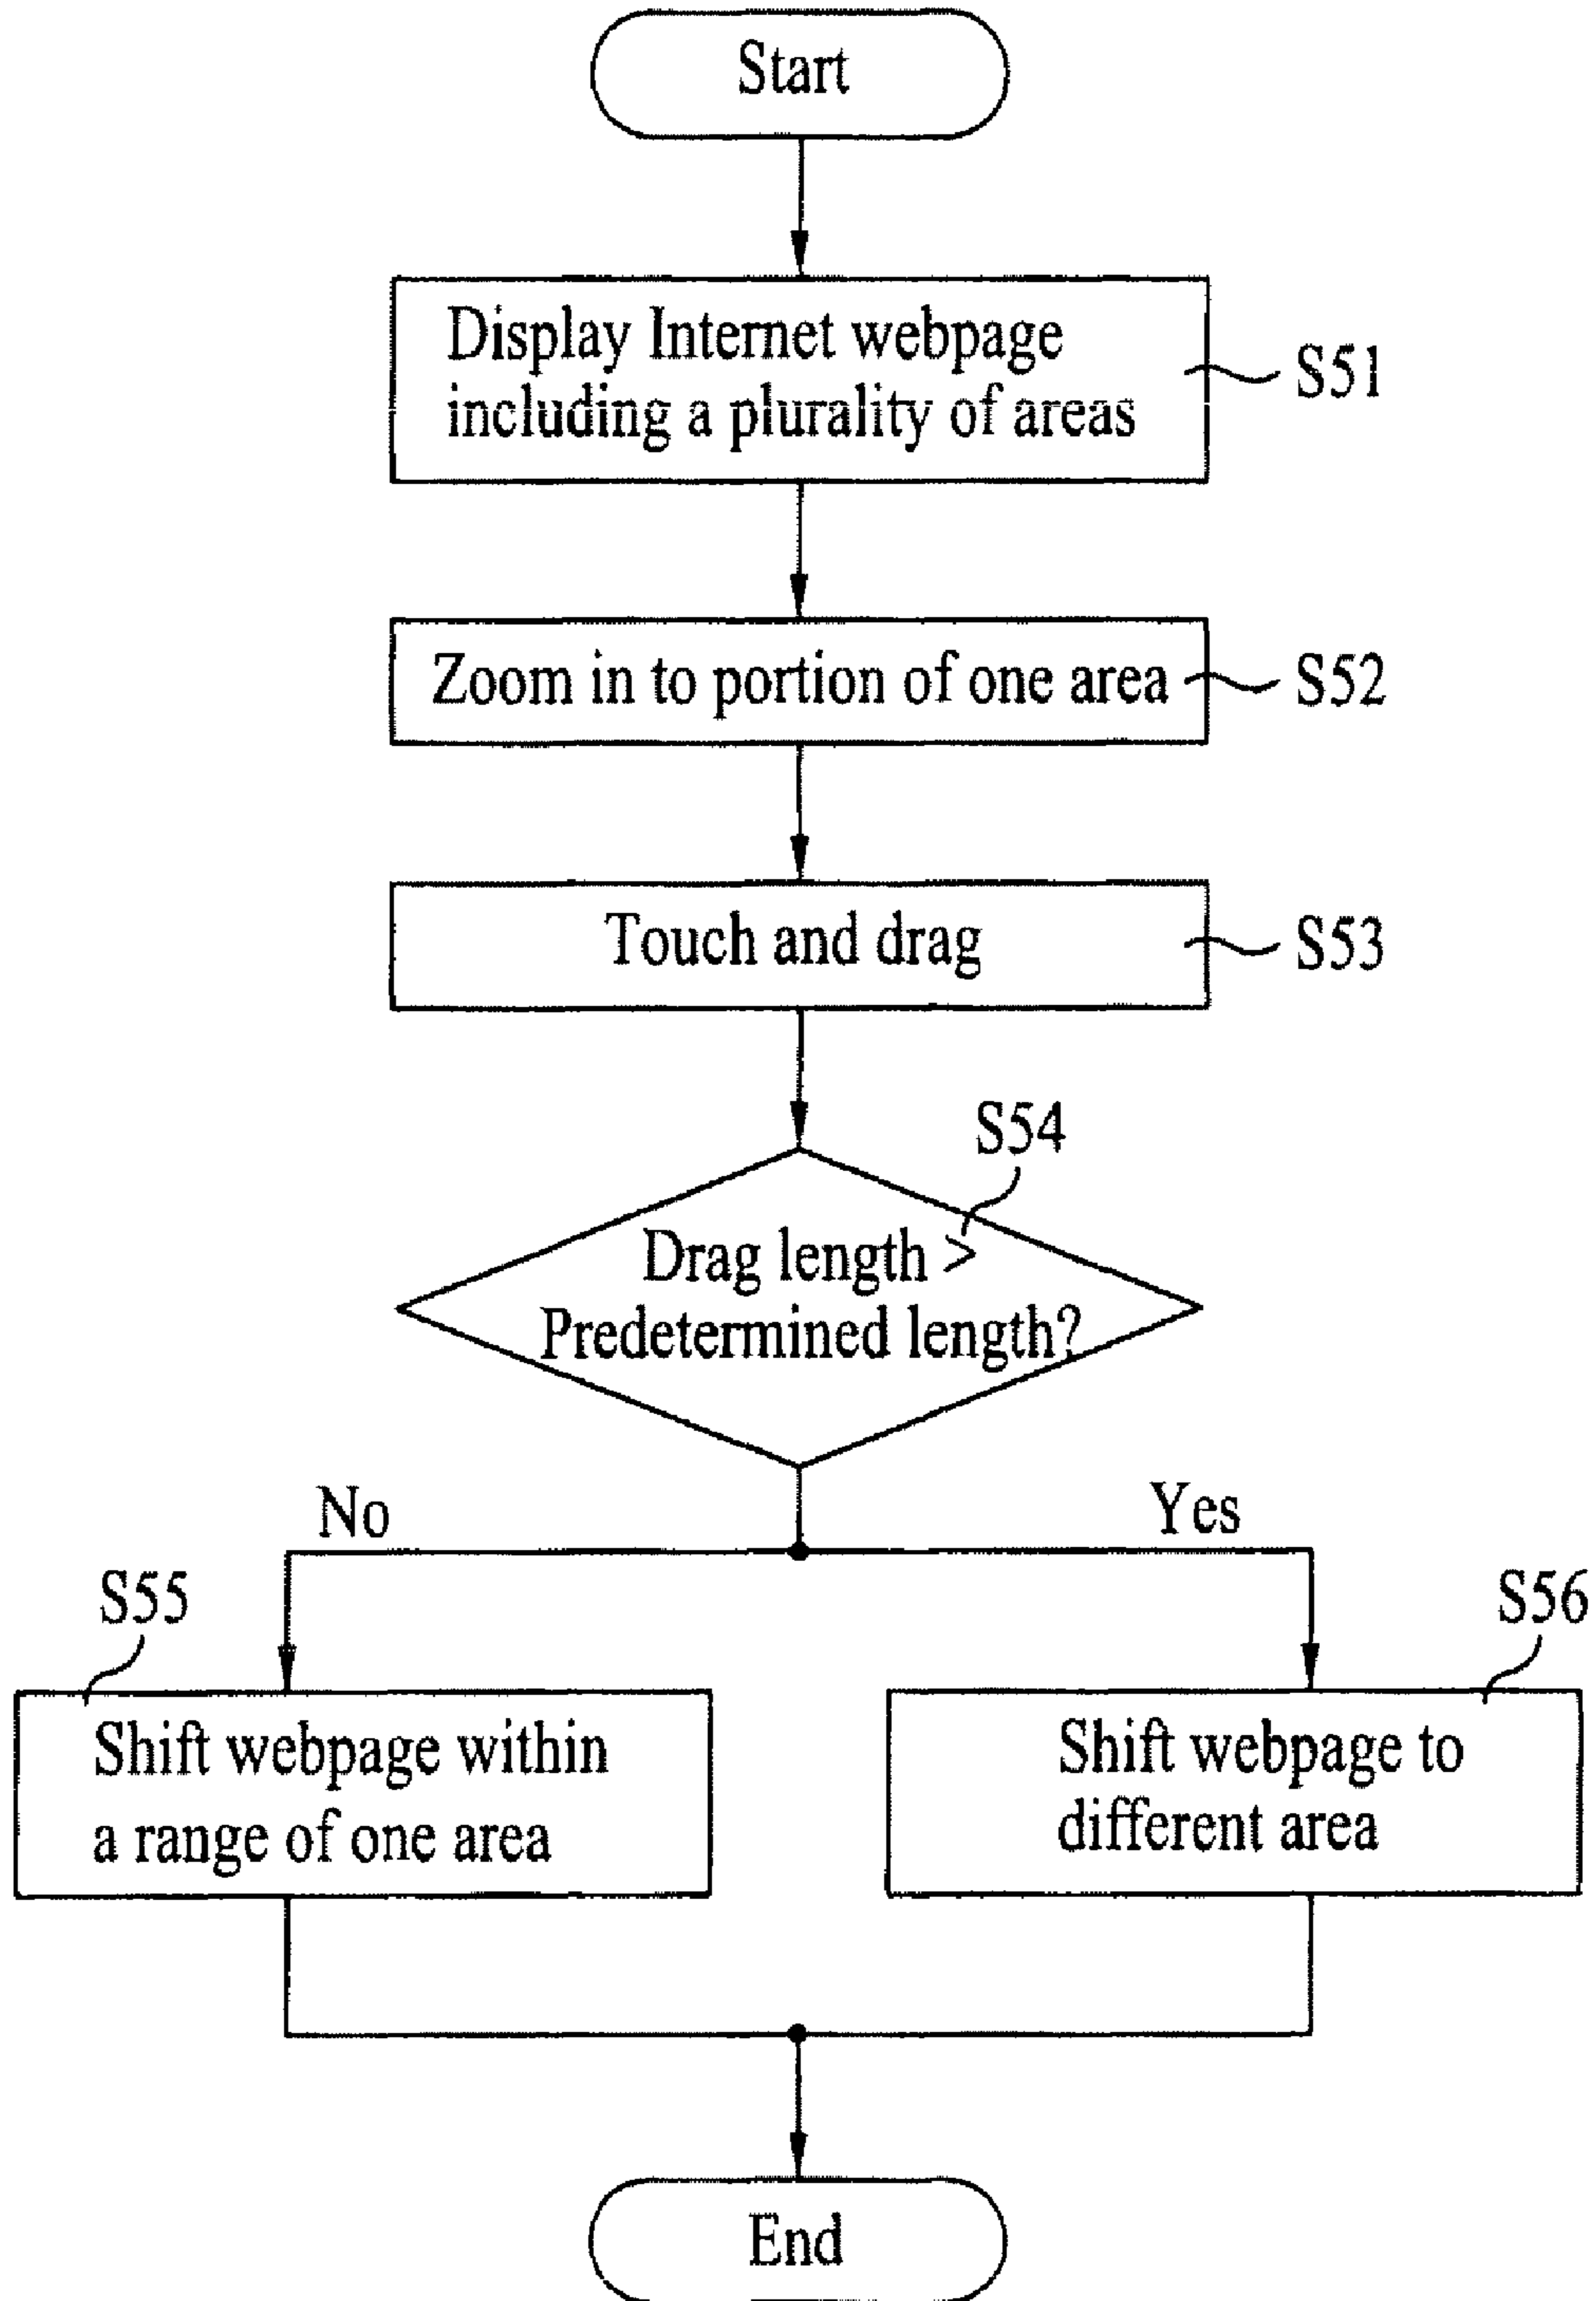 Start
Display Internet webpage
including a plurality of areas
S51
Zoom in to portion of one area
S52
Touch and drag
S53
S54
Drag length >
Predetermined length?
No
Yes
S55
S56
Shift webpage within
a range of one area
Shift webpage to
different area
End